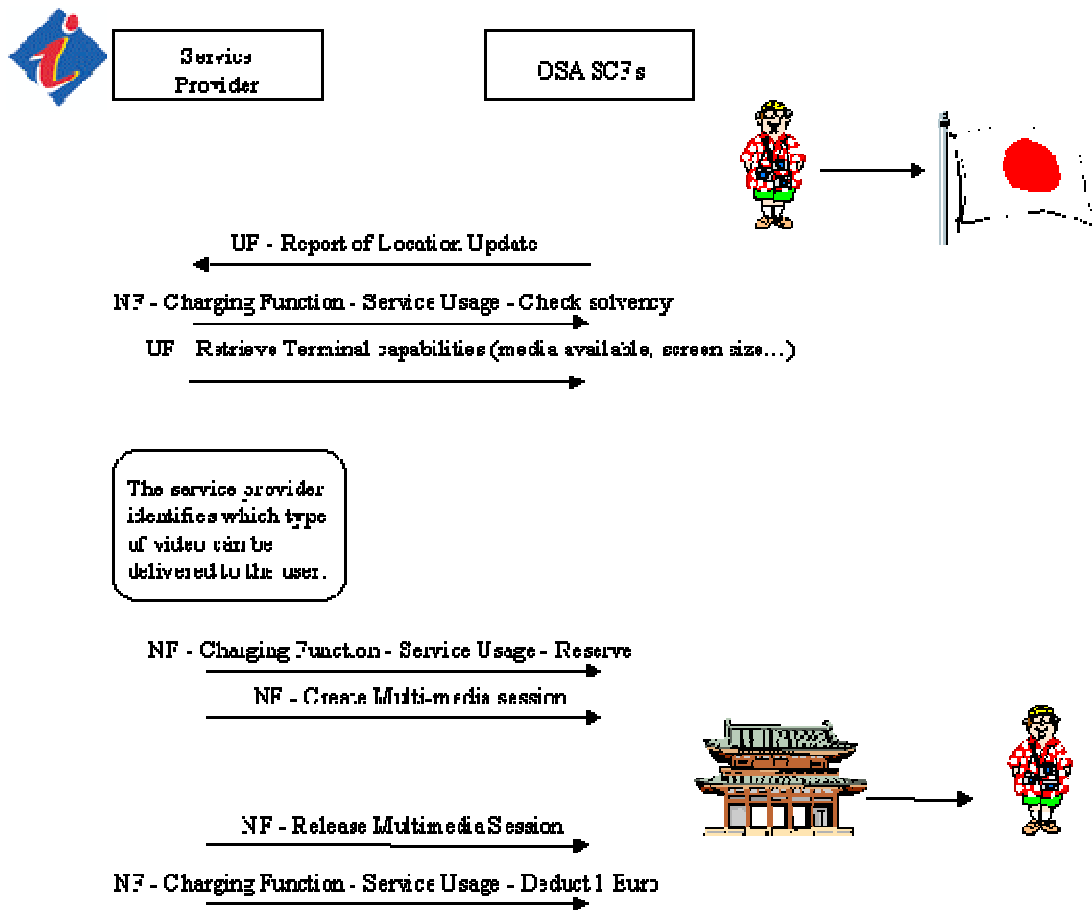 Service
Provider
OSA SCFs
UF - Report of Location Update
NF - Charging Function - Service Usage - Check solvency
UF Retrieve Terminal capabilities (media available, screen size...)
The service provider
identifies which type
of video can be
delivered to the user.
NF - Charging Function - Service Usage - Reserve
NF - Create Multi-media session
NF - Release Multimedia Session
NF - Charging Function - Service Usage - Deduct 1 Euro